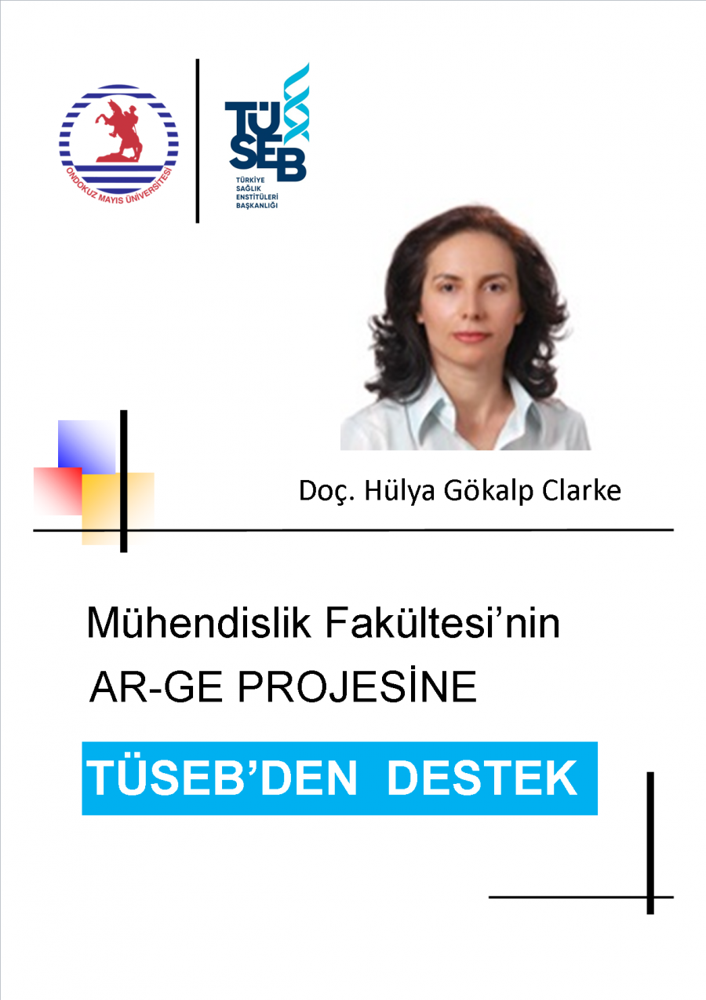 ONDOKUZ MAYIS ÜNİVERSİTESİ
TÜ
SEB
TÜRKİYE
SAĞLIK
ENSTİTÜLERİ
BAŞKANLIĞI
Doç. Hülya Gökalp Clarke
Mühendislik Fakültesi’nin
AR-GE PROJESİNE
TÜSEB’DEN DESTEK